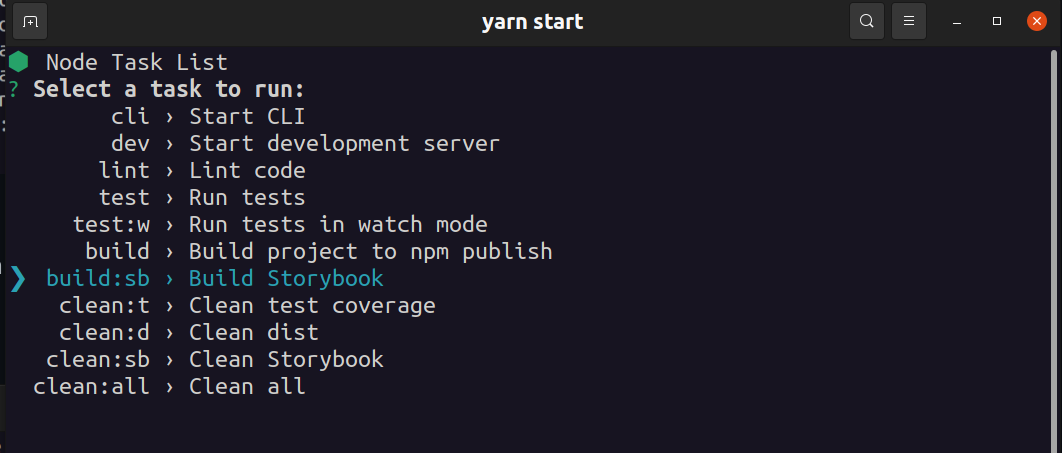 yarn start
Node Task List
? Select a task to run:
cli › Start CLI
dev › Start development server
lint › Lint code
test › Run tests
test:w › Run tests in watch mode
build › Build project to npm publish
❯ build:sb › Build Storybook
clean:t › Clean test coverage
clean:d › Clean dist
clean:sb › Clean Storybook
clean:all › Clean all